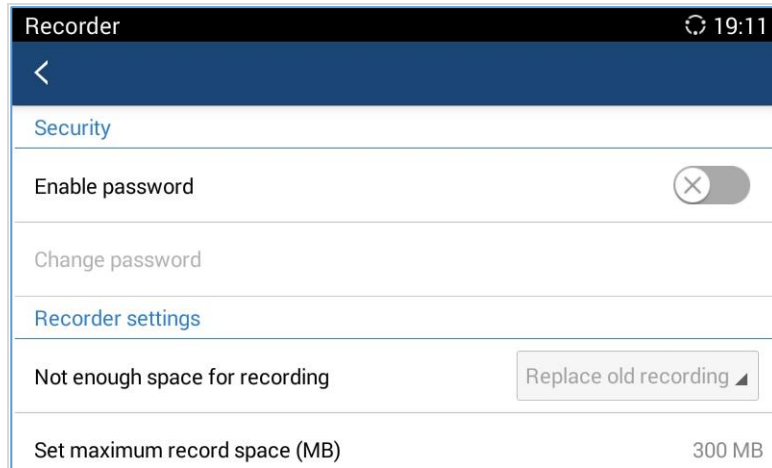 Recorder
19:11
Security
Enable password
Change password
Recorder settings
Not enough space for recording
Replace old recording
Set maximum record space (MB)
300 MB